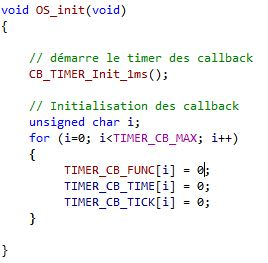 void OS_init(void)
{
// démarre le timer des callback
CB_TIMER_Init_1ms();
// Initialisation des callback
unsigned char i;
for (i=0; i<TIMER_CB_MAX; i++)
{
TIMER_CB_FUNC[i] = 0;
TIMER_CB_TIME[i] = 0;
TIMER_CB_TICK[i] = 0;
}
}